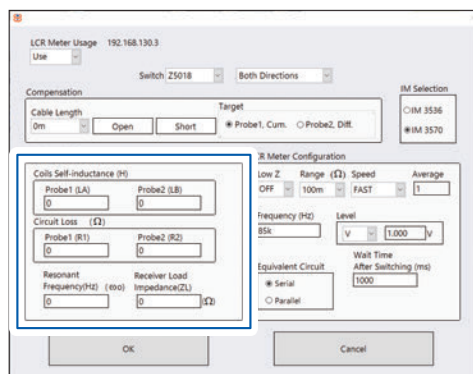 LCR Meter Usage 192.168.130.3
Use
Switch Z5018 Both Directions
Compensation
Cable Length
0m Open Short
Target
Probe1, Cum. Probe2, Diff.
IM Selection
IM 3536
IM 3570
Coils Self-inductance (H)
Probe1 (LA) Probe2 (LB)
0 0
Circuit Loss (Ω)
Probe1 (R1) Probe2 (R2)
0 0
Resonant Receiver Load
Frequency(Hz) (ω0) Impedance(ZL)
0 0 (Ω)
CR Meter Configuration
Low Z Range (Ω) Speed Average
OFF 100m FAST 1
Frequency (Hz) Level
85k V 1.000 V
Equivalent Circuit
Serial
Parallel
Wait Time
After Switching (ms)
1000
OK Cancel